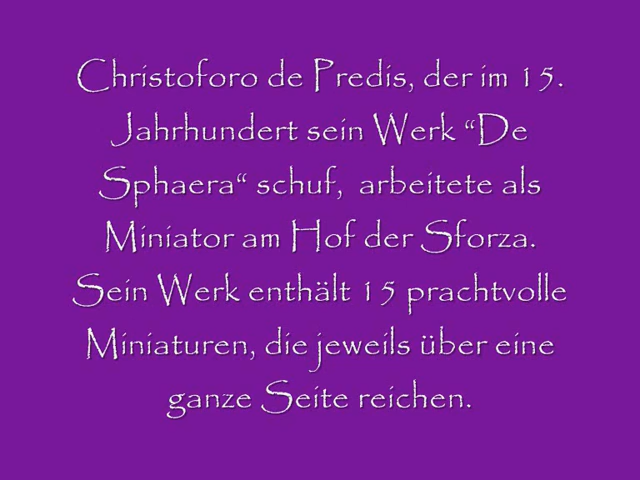 Christoforo de Predis, der im 15.
Jahrhundert sein Werk “De
Sphaera“ schuf,  arbeitete als
Miniator am Hof der Sforza.
Sein Werk enthält 15 prachtvolle
Miniaturen, die jeweils über eine
ganze Seite reichen.